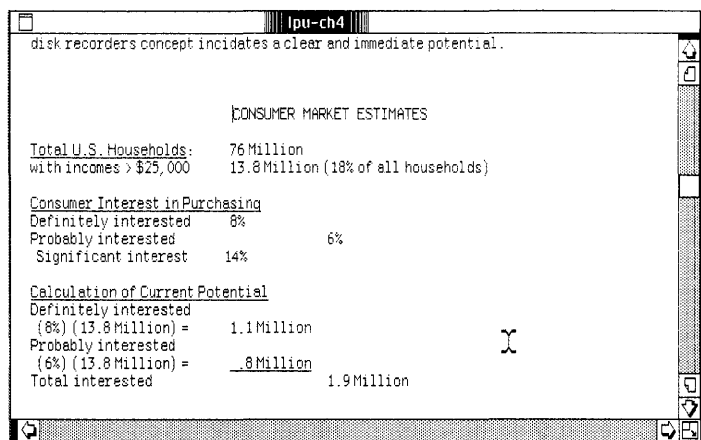 lpu-ch4
disk recorders concept incidates a clear and immediate potential.
CONSUMER MARKET ESTIMATES
Total U.S. Households: 76 Million
with incomes > $25,000 13.8 Million (18% of all households)
Consumer Interest in Purchasing
Definitely interested 8%
Probably interested 6%
Significant interest 14%
Calculation of Current Potential
Definitely interested
(8%) (13.8 Million) = 1.1 Million
Probably interested
(6%) (13.8 Million) = .8 Million
Total interested 1.9 Million